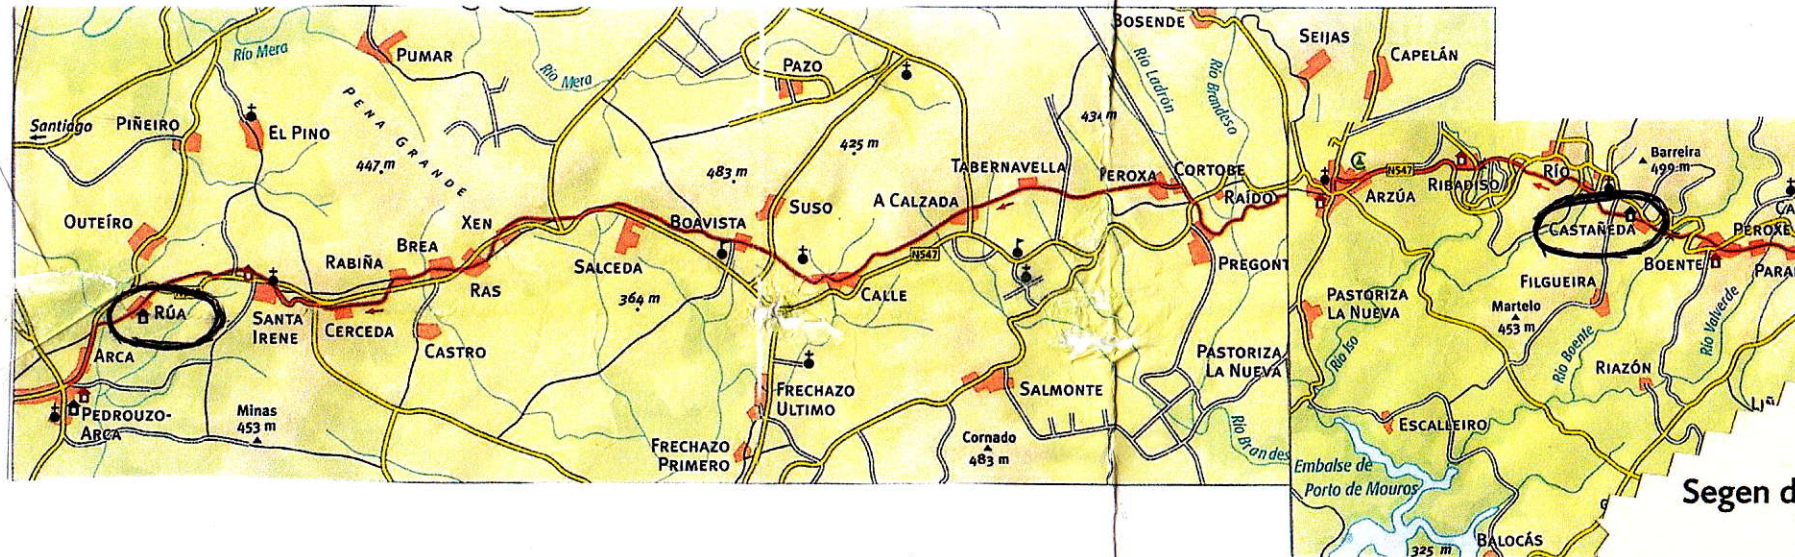 BOSENDE
SEIJAS
CAPELÁN
Río Mera
PUMAR
Río Mera
PAZO
Río Ladrón
Río Brandeso
Santiago
PIÑEIRO
EL PINO
PENA GRANDE
447 m
483 m
425 m
TABERNAVELLA
PEROXA
CORTOBE
RAÍDO
N547
ARZÚA
RIBADISO
RÍO
Barreira
499 m
OUTEÍRO
XEN
BREA
RABIÑA
BOAVISTA
SUSO
A CALZADA
N547
CASTAÑEDA
CA
PEROXE
BOENTE
PARA
SALCEDA
RAS
364 m
CALLE
PREGONT
FILGUEIRA
RÚA
SANTA
IRENE
CERCEDA
CASTRO
PASTORIZA
LA NUEVA
Martelo
453 m
Río Iso
Río Boente
Río Valverde
ARCA
PASTORIZA
LA NUEVA
RIAZÓN
PEDROUZO-
ARCA
Minas
453 m
FRECHAZO
ULTIMO
SALMONTE
ESCALLEIRO
FRECHAZO
PRIMERO
Cornado
483 m
Río Brandes
Embalse de
Porto de Mouros
Segen d
BALOCÁS
325 m